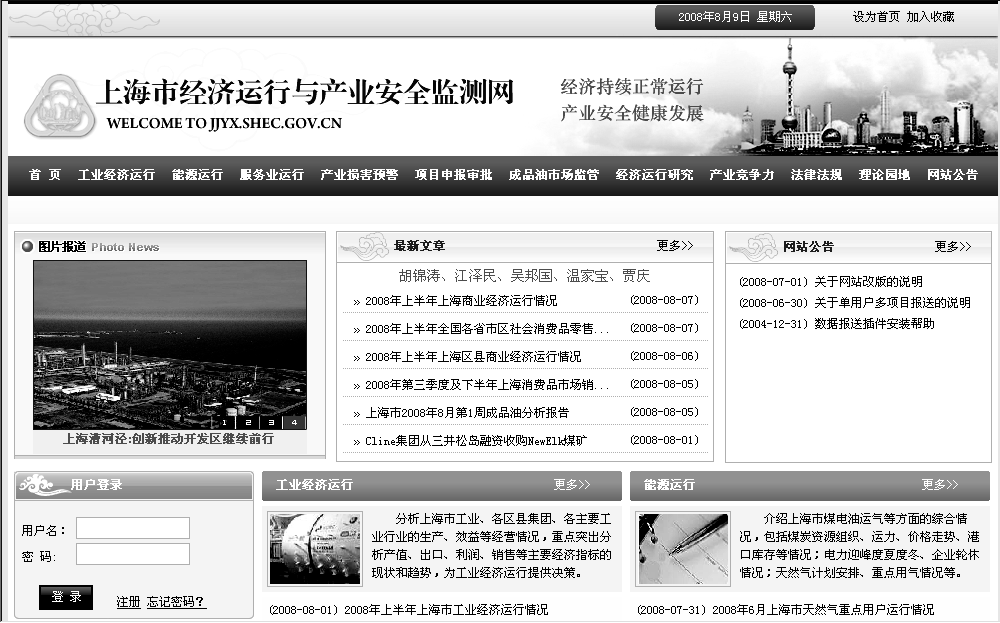 2008年8月9日 星期六 设为首页 加入收藏
上海市经济运行与产业安全监测网
WELCOME TO JJYX.SHEC.GOV.CN
经济持续正常运行
产业安全健康发展
首 页 工业经济运行 能源运行 服务业运行 产业损害预警 项目申报审批 成品油市场监管 经济运行研究 产业竞争力 法律法规 理论园地 网站公告
图片报道 Photo News
1 2 3 4
上海漕河泾:创新推动开发区继续前行
最新文章 更多>>
胡锦涛、江泽民、吴邦国、温家宝、贾庆
» 2008年上半年上海商业经济运行情况 (2008-08-07)
» 2008年上半年全国各省市区社会消费品零售... (2008-08-07)
» 2008年上半年上海区县商业经济运行情况 (2008-08-06)
» 2008年第三季度及下半年上海消费品市场销... (2008-08-05)
» 上海市2008年8月第1周成品油分析报告 (2008-08-05)
» Cline集团从三井松岛融资收购NewElk煤矿 (2008-08-01)
网站公告 更多>>
(2008-07-01) 关于网站改版的说明
(2008-06-30) 关于单用户多项目报送的说明
(2004-12-31) 数据报送插件安装帮助
用户登录
用户名：
密 码:
登 录 注册 忘记密码?
工业经济运行 更多>>
分析上海市工业、各区县集团、各主要工
业行业的生产、效益等经营情况，重点突出分
析产值、出口、利润、销售等主要经济指标的
现状和趋势，为工业经济运行提供决策。
(2008-08-01) 2008年上半年上海市工业经济运行情况
能源运行 更多>>
介绍上海市煤电油运气等方面的综合情
况，包括煤炭资源组织、运力、价格走势、港
口库存等情况；电力迎峰度夏度冬、企业轮休
情况；天然气计划安排、重点用气情况等。
(2008-07-31) 2008年6月上海市天然气重点用户运行情况